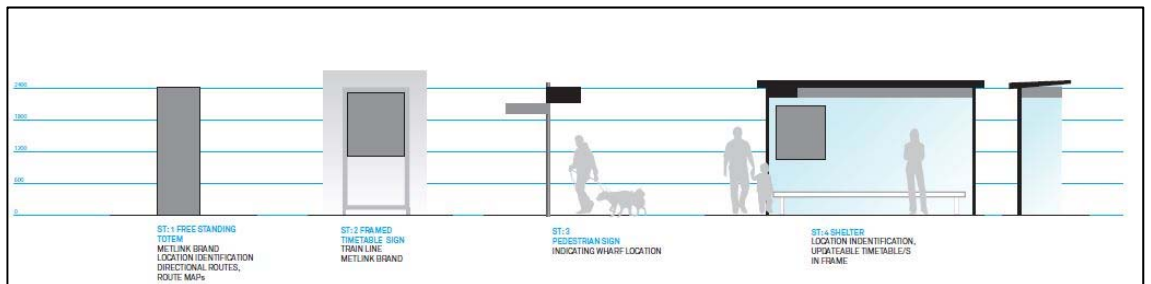 2400
1800
1200
600
0
ST: 1 FREE STANDING
TOTEM
METLINK BRAND
LOCATION IDENTIFICATION
DIRECTIONAL ROUTES,
ROUTE MAPs
ST: 2 FRAMED
TIMETABLE SIGN
TRAIN LINE
METLINK BRAND
ST: 3
PEDESTRIAN SIGN
INDICATING WHARF LOCATION
ST: 4 SHELTER
LOCATION INDENTIFICATION,
UPDATEABLE TIMETABLE/S
IN FRAME